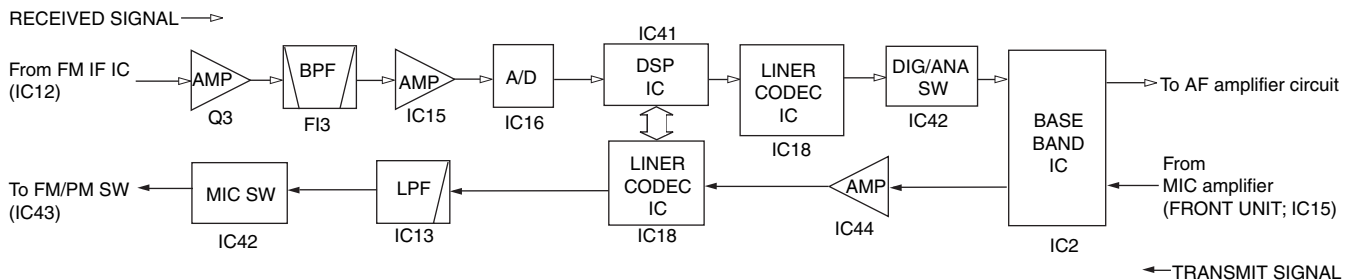 RECEIVED SIGNAL
From FM IF IC
(IC12)
AMP
Q3
BPF
FI3
AMP
IC15
A/D
IC16
IC41
DSP
IC
LINER
CODEC
IC
IC18
DIG/ANA
SW
IC42
BASE
BAND
IC
IC2
To AF amplifier circuit
From
MIC amplifier
(FRONT UNIT; IC15)
AMP
IC44
LINER
CODEC
IC
IC18
LPF
IC13
MIC SW
IC42
To FM/PM SW
(IC43)
TRANSMIT SIGNAL